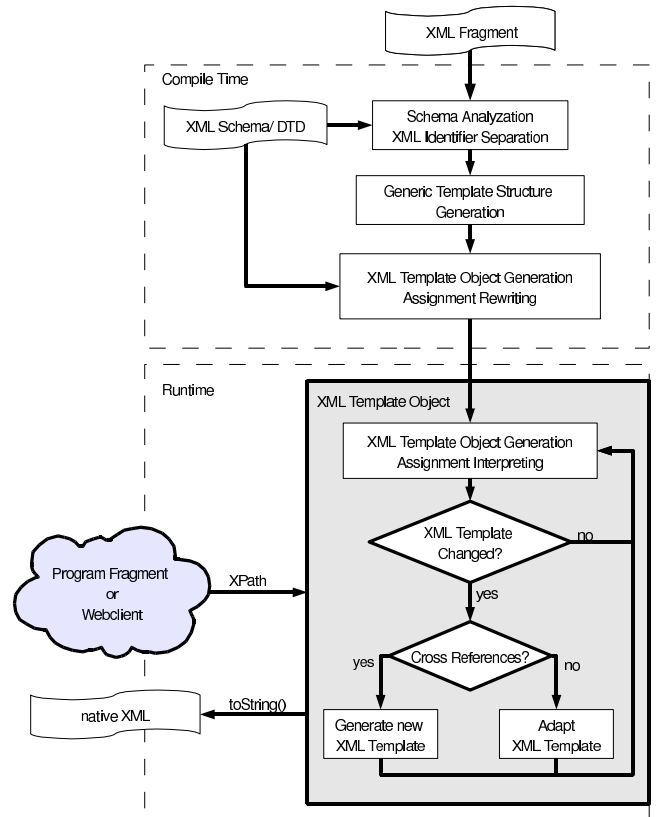 XML Fragment
Compile Time
XML Schema/ DTD
Schema Analyzation
XML Identifier Separation
Generic Template Structure
Generation
XML Template Object Generation
Assignment Rewriting
Runtime
XML Template Object
XML Template Object Generation
Assignment Interpreting
XML Template
Changed?
no
yes
Program Fragment
or
Webclient
XPath
Cross References?
yes
no
toString()
native XML
Generate new
XML Template
Adapt
XML Template